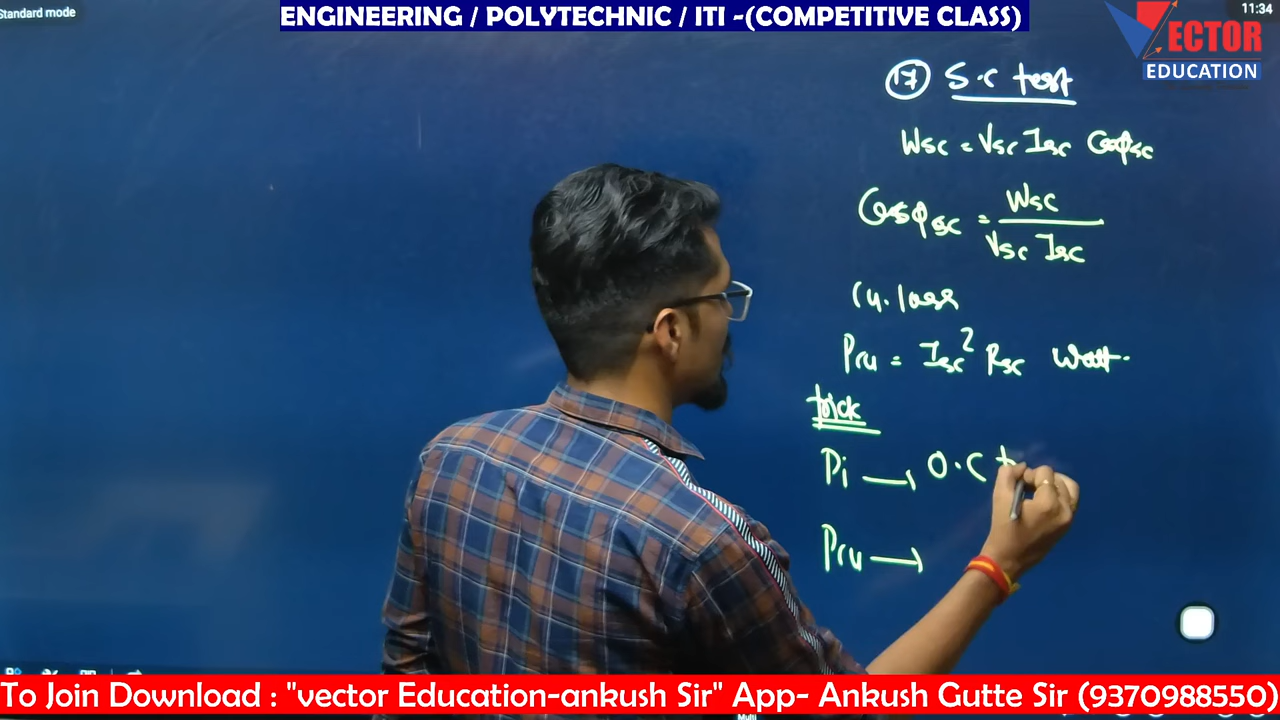 Standard mode
ENGINEERING / POLYTECHNIC / ITI -(COMPETITIVE CLASS)
11:34
VECTOR
EDUCATION
17 S.C test
Wsc = Vsc Isc Cosφsc
Cosφsc = Wsc / Vsc Isc
Cu. loss
Pcu = Isc² Rsc Watt.
trick
Pi → O.C t
Pcu →
To Join Download : "vector Education-ankush Sir" App- Ankush Gutte Sir (9370988550)